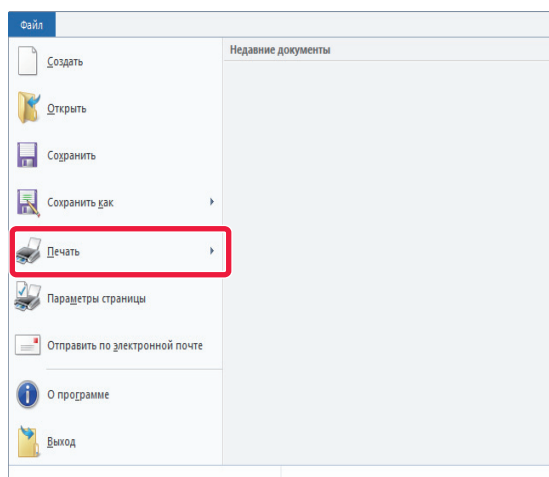 Файл
Недавние документы
Создать
Открыть
Сохранить
Сохранить как
Печать
Параметры страницы
Отправить по электронной почте
О программе
Выход